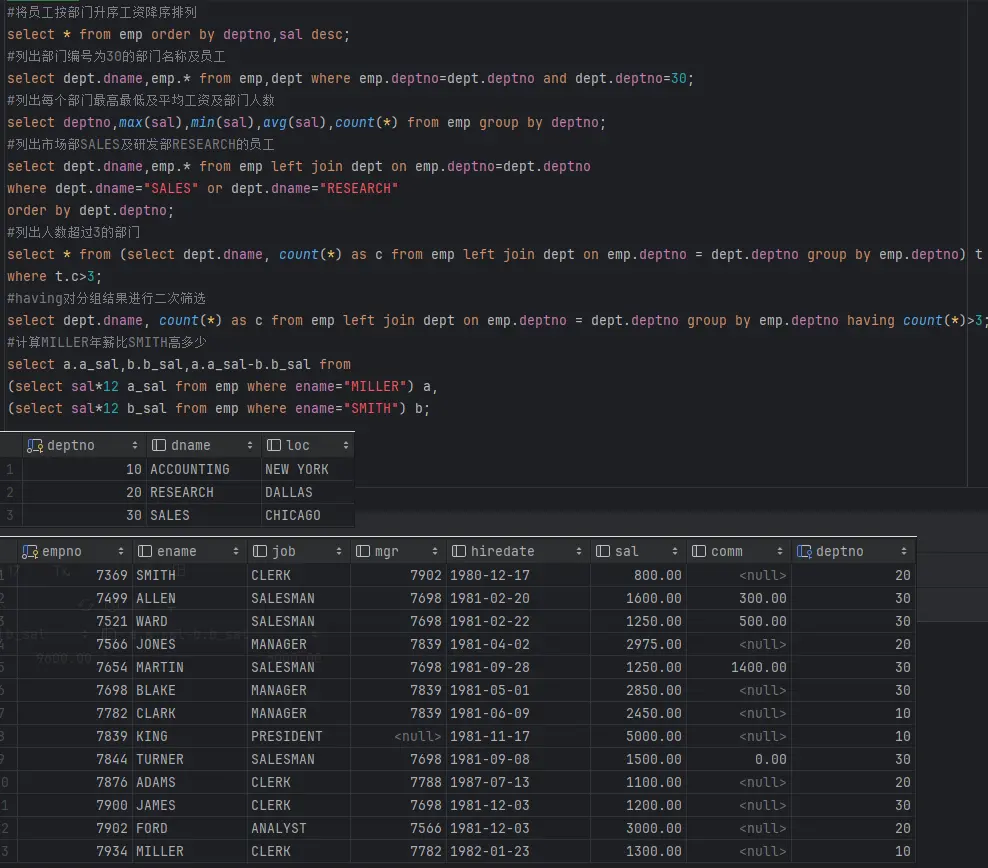 #将员工按部门升序工资降序排列
select * from emp order by deptno,sal desc;
#列出部门编号为30的部门名称及员工
select dept.dname,emp.* from emp,dept where emp.deptno=dept.deptno and dept.deptno=30;
#列出每个部门最高最低及平均工资及部门人数
select deptno,max(sal),min(sal),avg(sal),count(*) from emp group by deptno;
#列出市场部SALES及研发部RESEARCH的员工
select dept.dname,emp.* from emp left join dept on emp.deptno=dept.deptno
where dept.dname="SALES" or dept.dname="RESEARCH"
order by dept.deptno;
#列出人数超过3的部门
select * from (select dept.dname, count(*) as c from emp left join dept on emp.deptno = dept.deptno group by emp.deptno) t
where t.c>3;
#having对分组结果进行二次筛选
select dept.dname, count(*) as c from emp left join dept on emp.deptno = dept.deptno group by emp.deptno having count(*)>3;
#计算MILLER年薪比SMITH高多少
select a.a_sal,b.b_sal,a.a_sal-b.b_sal from
(select sal*12 a_sal from emp where ename="MILLER") a,
(select sal*12 b_sal from emp where ename="SMITH") b;
deptno dname loc
1 10 ACCOUNTING NEW YORK
2 20 RESEARCH DALLAS
3 30 SALES CHICAGO
empno ename job mgr hiredate sal comm deptno
7369 SMITH CLERK 7902 1980-12-17 800.00 <null> 20
7499 ALLEN SALESMAN 7698 1981-02-20 1600.00 300.00 30
7521 WARD SALESMAN 7698 1981-02-22 1250.00 500.00 30
7566 JONES MANAGER 7839 1981-04-02 2975.00 <null> 20
7654 MARTIN SALESMAN 7698 1981-09-28 1250.00 1400.00 30
7698 BLAKE MANAGER 7839 1981-05-01 2850.00 <null> 30
7782 CLARK MANAGER 7839 1981-06-09 2450.00 <null> 10
7839 KING PRESIDENT <null> 1981-11-17 5000.00 <null> 10
7844 TURNER SALESMAN 7698 1981-09-08 1500.00 0.00 30
7876 ADAMS CLERK 7788 1987-07-13 1100.00 <null> 20
7900 JAMES CLERK 7698 1981-12-03 1200.00 <null> 30
7902 FORD ANALYST 7566 1981-12-03 3000.00 <null> 20
7934 MILLER CLERK 7782 1982-01-23 1300.00 <null> 10